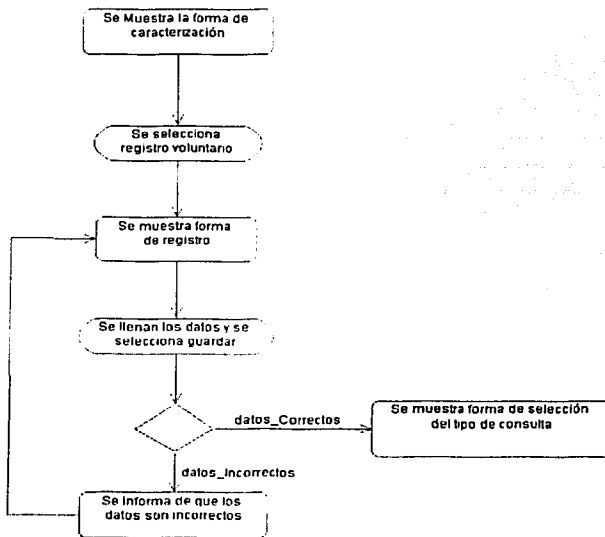 Se Muestra la forma de
caracterización
Se selecciona
registro voluntario
Se muestra forma
de registro
Se llenan los datos y se
selecciona guardar
datos_Correctos
Se muestra forma de selección
del tipo de consulta
datos_Incorrectos
Se informa de que los
datos son incorrectos